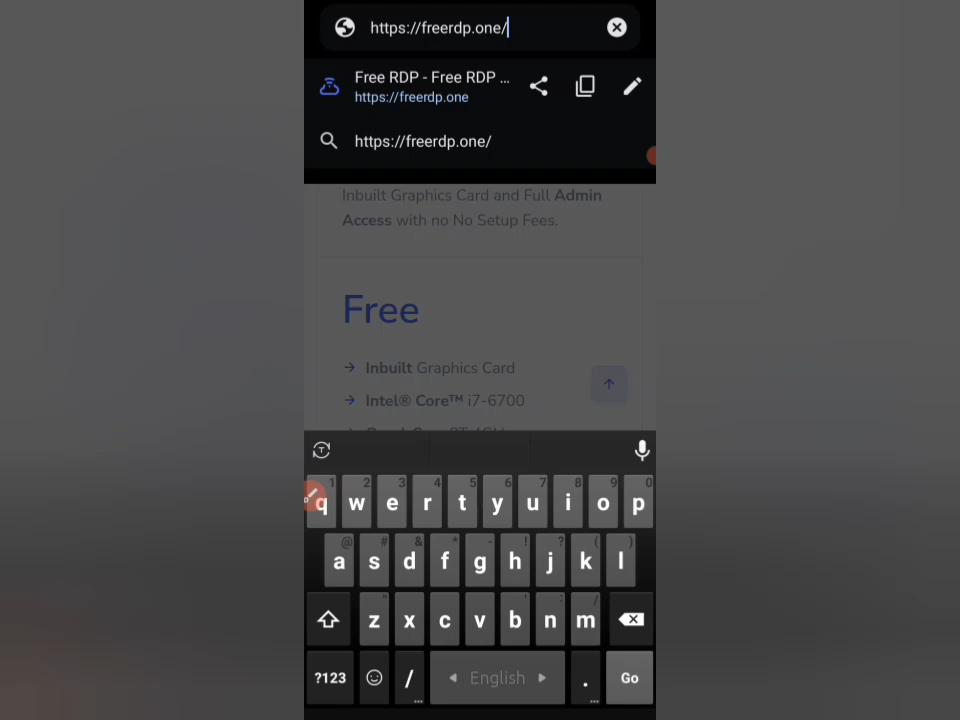 https://freerdp.one/
Free RDP - Free RDP ...
https://freerdp.one
https://freerdp.one/
Inbuilt Graphics Card and Full Admin
Access with no No Setup Fees.
Free
Inbuilt Graphics Card
Intel® Core™ i7-6700
1 2 3 4 5 6 7 8 9 0
q w e r t y u i o p
@ # & * - ! ? ( )
a s d f g h j k l
" ' : /
z x c v b n m
?123 / English . Go